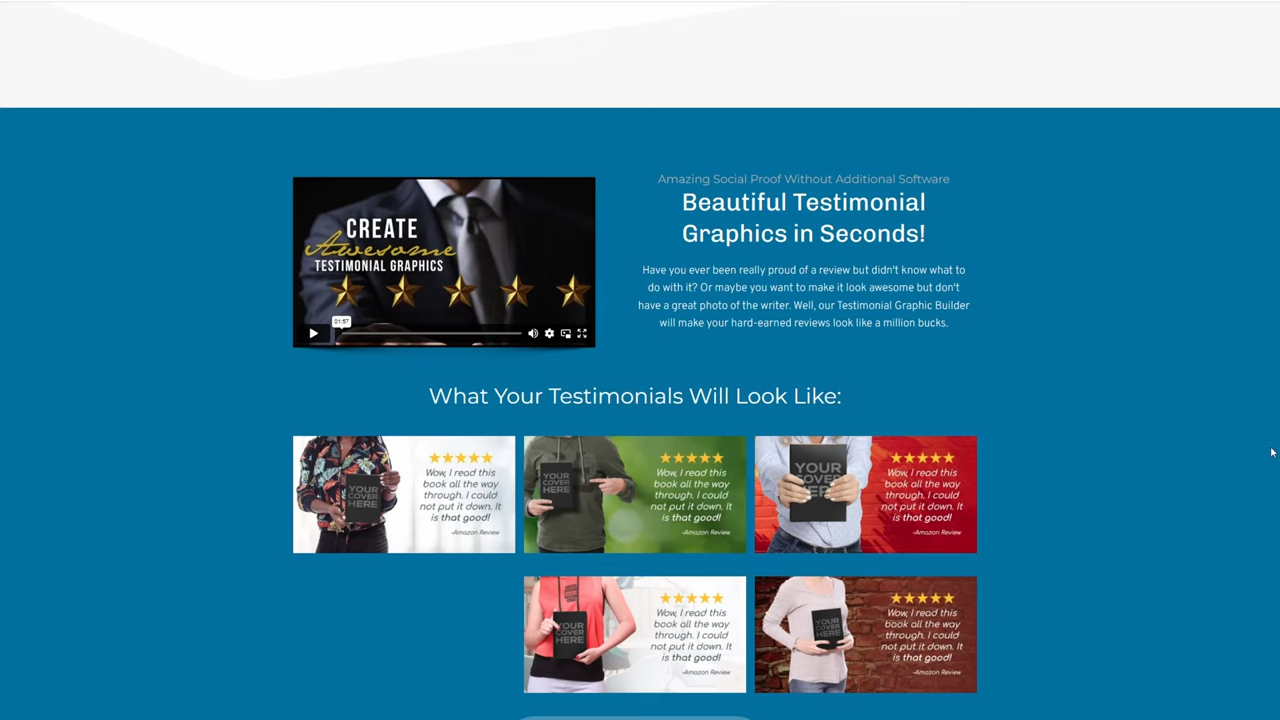 Amazing Social Proof Without Additional Software
Beautiful Testimonial
Graphics in Seconds!
Have you ever been really proud of a review but didn't know what to
do with it? Or maybe you want to make it look awesome but don't
have a great photo of the writer. Well, our Testimonial Graphic Builder
will make your hard-earned reviews look like a million bucks.
CREATE
Awesome
TESTIMONIAL GRAPHICS
01:57
What Your Testimonials Will Look Like:
YOUR
COVER
HERE
Wow, I read this
book all the way
through. I could
not put it down. It
is that good!
-Amazon Review
YOUR
COVER
HERE
Wow, I read this
book all the way
through. I could
not put it down. It
is that good!
-Amazon Review
YOUR
COVER
HERE
Wow, I read this
book all the way
through. I could
not put it down. It
is that good!
-Amazon Review
YOUR
COVER
HERE
Wow, I read this
book all the way
through. I could
not put it down. It
is that good!
-Amazon Review
YOUR
COVER
HERE
Wow, I read this
book all the way
through. I could
not put it down. It
is that good!
-Amazon Review